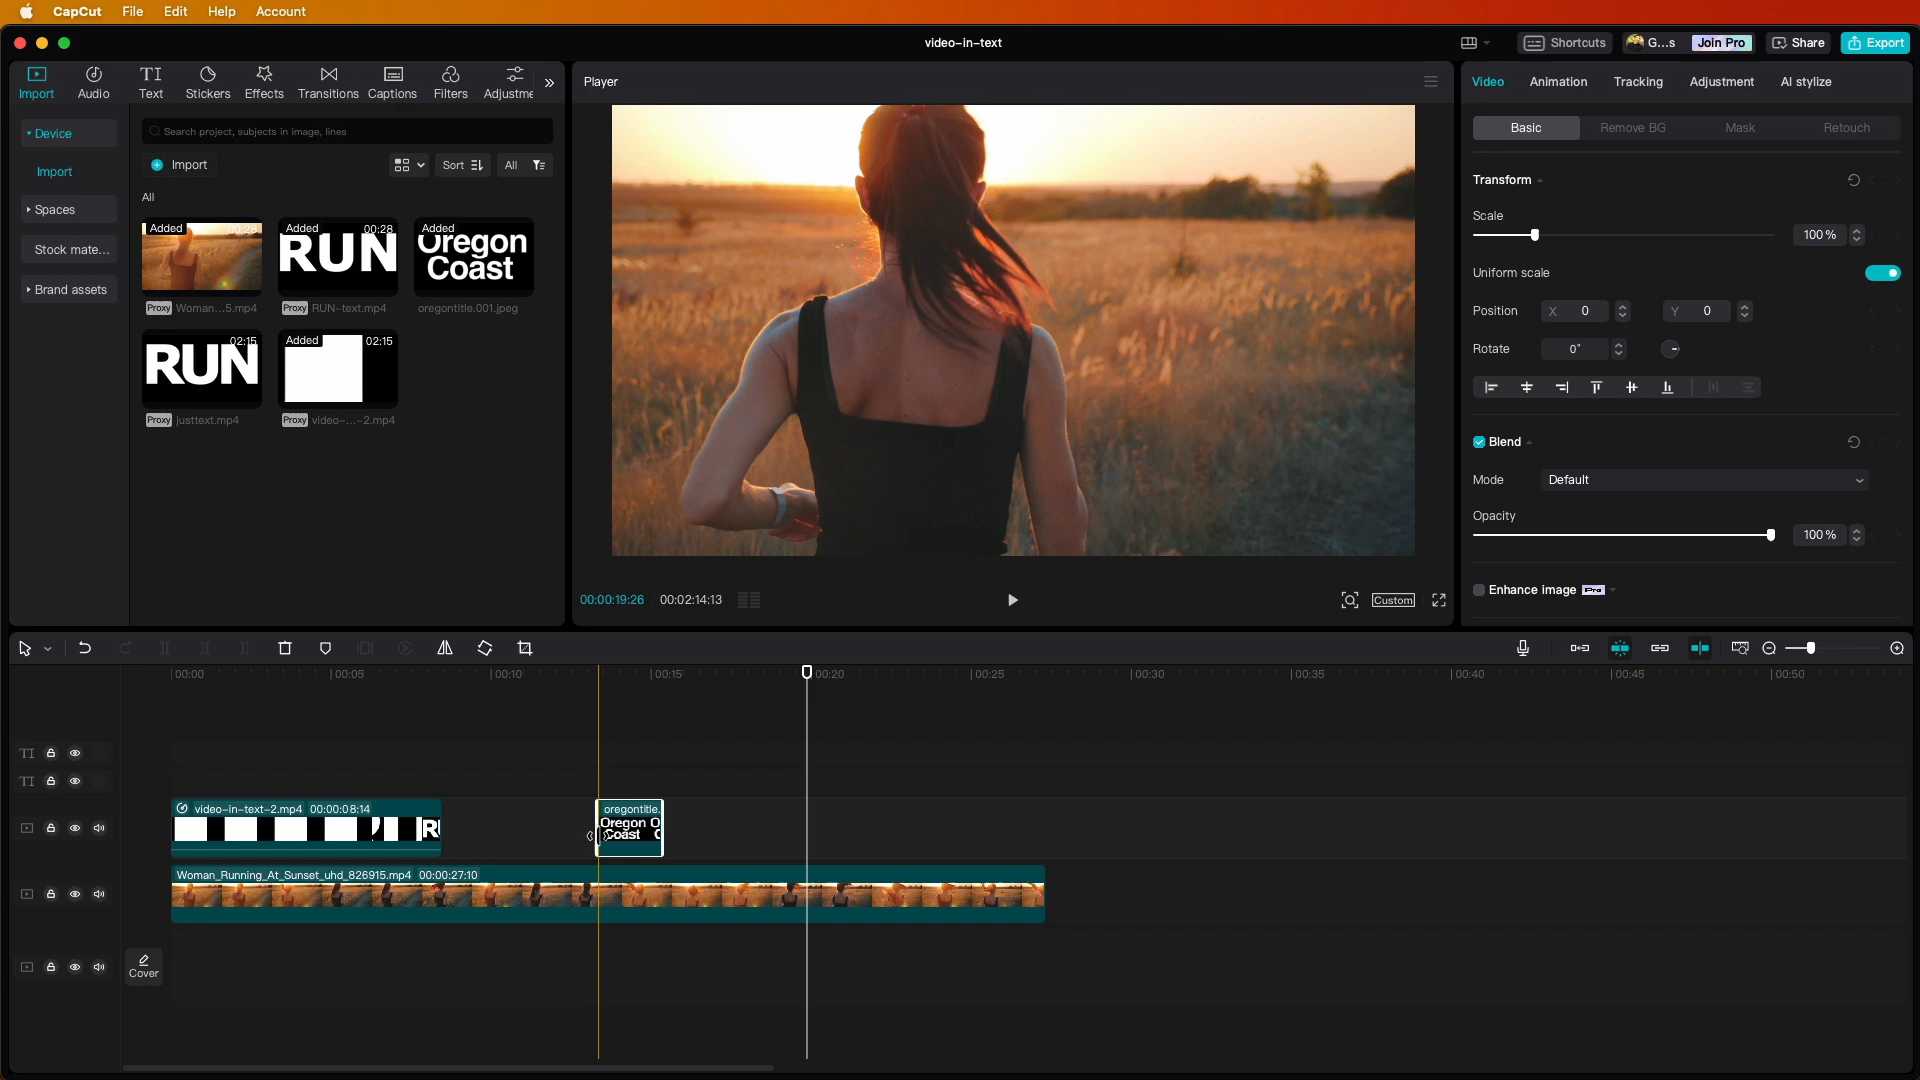 CapCut File Edit Help Account
video-in-text
Shortcuts G...s Join Pro Share Export
Import Audio Text Stickers Effects Transitions Captions Filters Adjustme
Player
Video Animation Tracking Adjustment AI stylize
Device
Import
Spaces
Stock mate...
Brand assets
Search project, subjects in image, lines
Import Sort All
All
Added 00:28
Added 00:28
Added
RUN
Oregon
Coast
Proxy Woman...5.mp4
Proxy RUN-text.mp4
oregontitle.001.jpeg
02:15
Added 02:15
RUN
Proxy justtext.mp4
Proxy video-...-2.mp4
00:00:19:26 00:02:14:13
Custom
Basic Remove BG Mask Retouch
Transform
Scale
100%
Uniform scale
Position X 0 Y 0
Rotate 0°
Blend
Mode Default
Opacity
100%
Enhance image Pro
00:00 00:05 00:10 00:15 00:20 00:25 00:30 00:35 00:40 00:45 00:50
TI
TI
video-in-text-2.mp4 00:00:08:14
R
oregontitle.
Oregon O
Coast C
Woman_Running_At_Sunset_uhd_826915.mp4 00:00:27:10
Cover